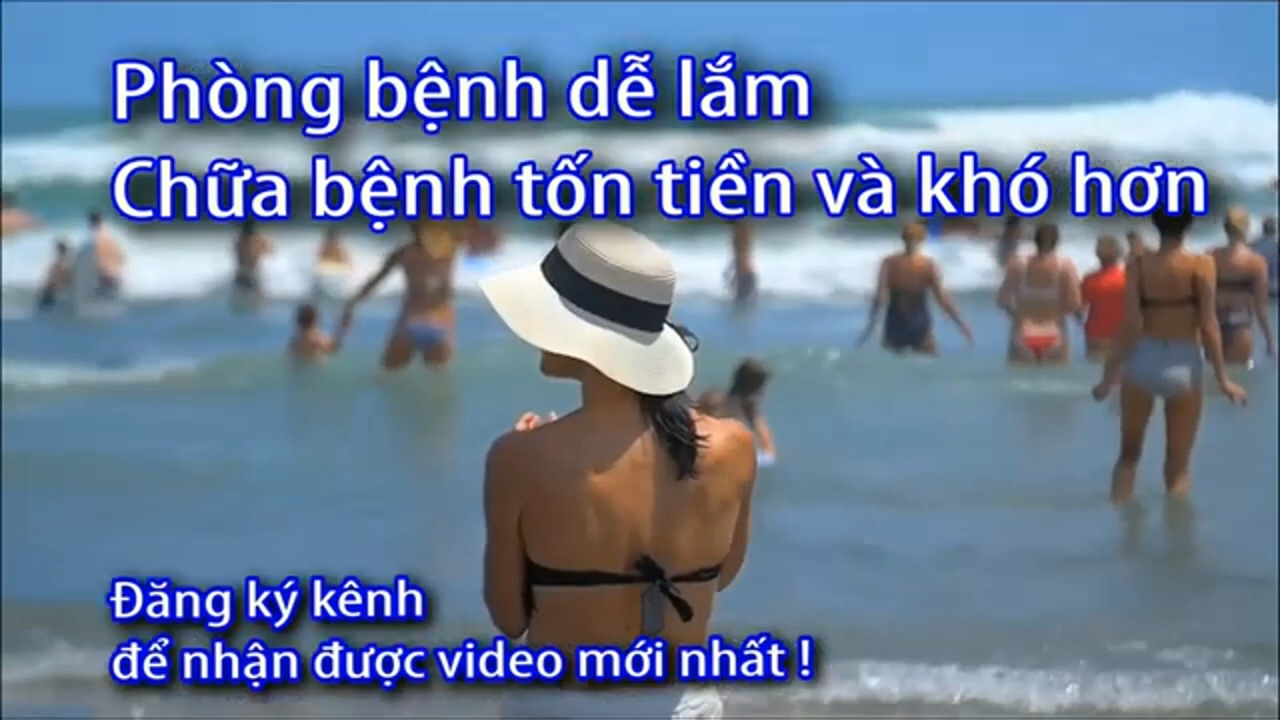 Phòng bệnh dễ lắm
Chữa bệnh tốn tiền và khó hơn
Đăng ký kênh
để nhận được video mới nhất !